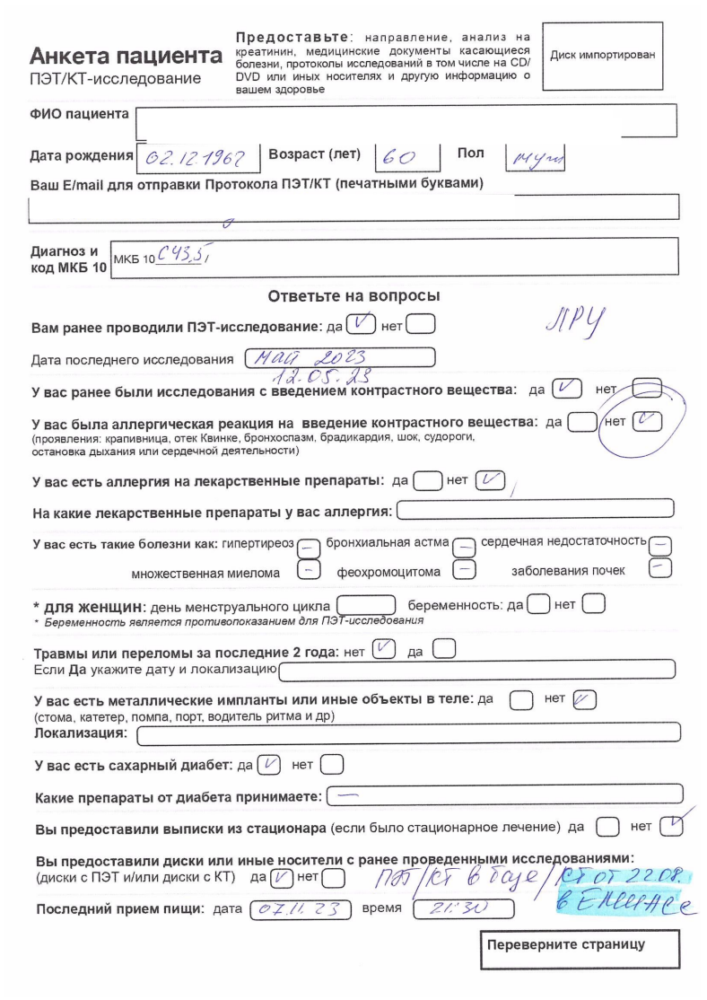 Анкета пациента
ПЭТ/КТ-исследование
Предоставьте: направление, анализ на
креатинин, медицинские документы касающиеся
болезни, протоколы исследований в том числе на CD/
DVD или иных носителях и другую информацию о
вашем здоровье
Диск импортирован
ФИО пациента
Дата рождения 02.12.1962 Возраст (лет) 60 Пол муж
Ваш E/mail для отправки Протокола ПЭТ/КТ (печатными буквами)
Диагноз и
код МКБ 10
МКБ 10 C43,5
Ответьте на вопросы
Вам ранее проводили ПЭТ-исследование: да V нет
ЛРУ
Дата последнего исследования МАЙ 2023
12.05.23
У вас ранее были исследования с введением контрастного вещества: да V нет
У вас была аллергическая реакция на введение контрастного вещества: да нет V
(проявления: крапивница, отек Квинке, бронхоспазм, брадикардия, шок, судороги,
остановка дыхания или сердечной деятельности)
У вас есть аллергия на лекарственные препараты: да нет V
На какие лекарственные препараты у вас аллергия:
У вас есть такие болезни как: гипертиреоз – бронхиальная астма – сердечная недостаточность –
множественная миелома – феохромоцитома – заболевания почек –
* для женщин: день менструального цикла беременность: да нет
* Беременность является противопоказанием для ПЭТ-исследования
Травмы или переломы за последние 2 года: нет V да
Если Да укажите дату и локализацию
У вас есть металлические импланты или иные объекты в теле: да нет V
(стома, катетер, помпа, порт, водитель ритма и др)
Локализация:
У вас есть сахарный диабет: да V нет
Какие препараты от диабета принимаете: —
Вы предоставили выписки из стационара (если было стационарное лечение) да нет V
Вы предоставили диски или иные носители с ранее проведенными исследованиями:
(диски с ПЭТ и/или диски с КТ) да V нет ПЭТ/КТ в базе/КТ от 22.08.
в ЕМИАСе
Последний прием пищи: дата 07.11.23 время 21:30
Переверните страницу